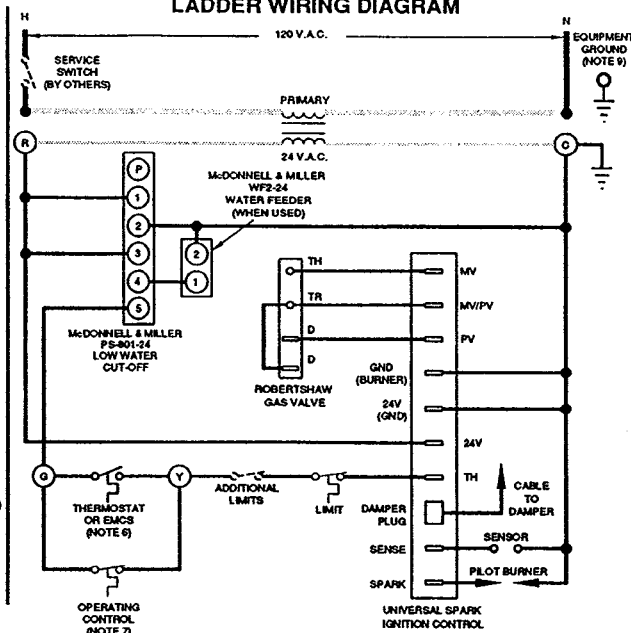 LADDER WIRING DIAGRAM
H
N
120 V.A.C.
EQUIPMENT
GROUND
(NOTE 9)
SERVICE
SWITCH
(BY OTHERS)
PRIMARY
R
C
24 V.A.C.
McDONNELL & MILLER
WF2-24
WATER FEEDER
(WHEN USED)
P
1
2
3
4
5
2
1
McDONNELL & MILLER
PS-801-24
LOW WATER
CUT-OFF
TH
TR
D
D
ROBERTSHAW
GAS VALVE
MV
MV/PV
PV
GND
(BURNER)
24V
(GND)
24V
TH
G
Y
THERMOSTAT
OR EMCS
(NOTE 6)
ADDITIONAL
LIMITS
LIMIT
DAMPER
PLUG
CABLE
TO
DAMPER
SENSE
SENSOR
SPARK
PILOT BURNER
OPERATING
CONTROL
(NOTE 7)
UNIVERSAL SPARK
IGNITION CONTROL